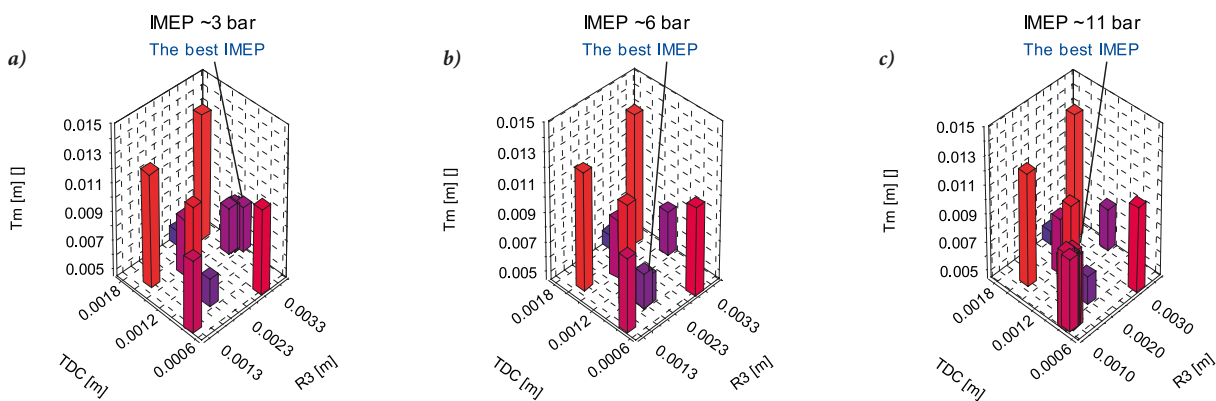 IMEP ~3 bar
The best IMEP
a)
0.015
0.013
0.011
0.009
0.007
0.005
Tm [m] []
0.0018
0.0012
0.0006
TDC [m]
0.0013
0.0023
0.0033
R3 [m]
IMEP ~6 bar
The best IMEP
b)
0.015
0.013
0.011
0.009
0.007
0.005
Tm [m] []
0.0018
0.0012
0.0006
TDC [m]
0.0013
0.0023
0.0033
R3 [m]
IMEP ~11 bar
The best IMEP
c)
0.015
0.013
0.011
0.009
0.007
0.005
Tm [m] []
0.0018
0.0012
0.0006
TDC [m]
0.0010
0.0020
0.0030
R3 [m]